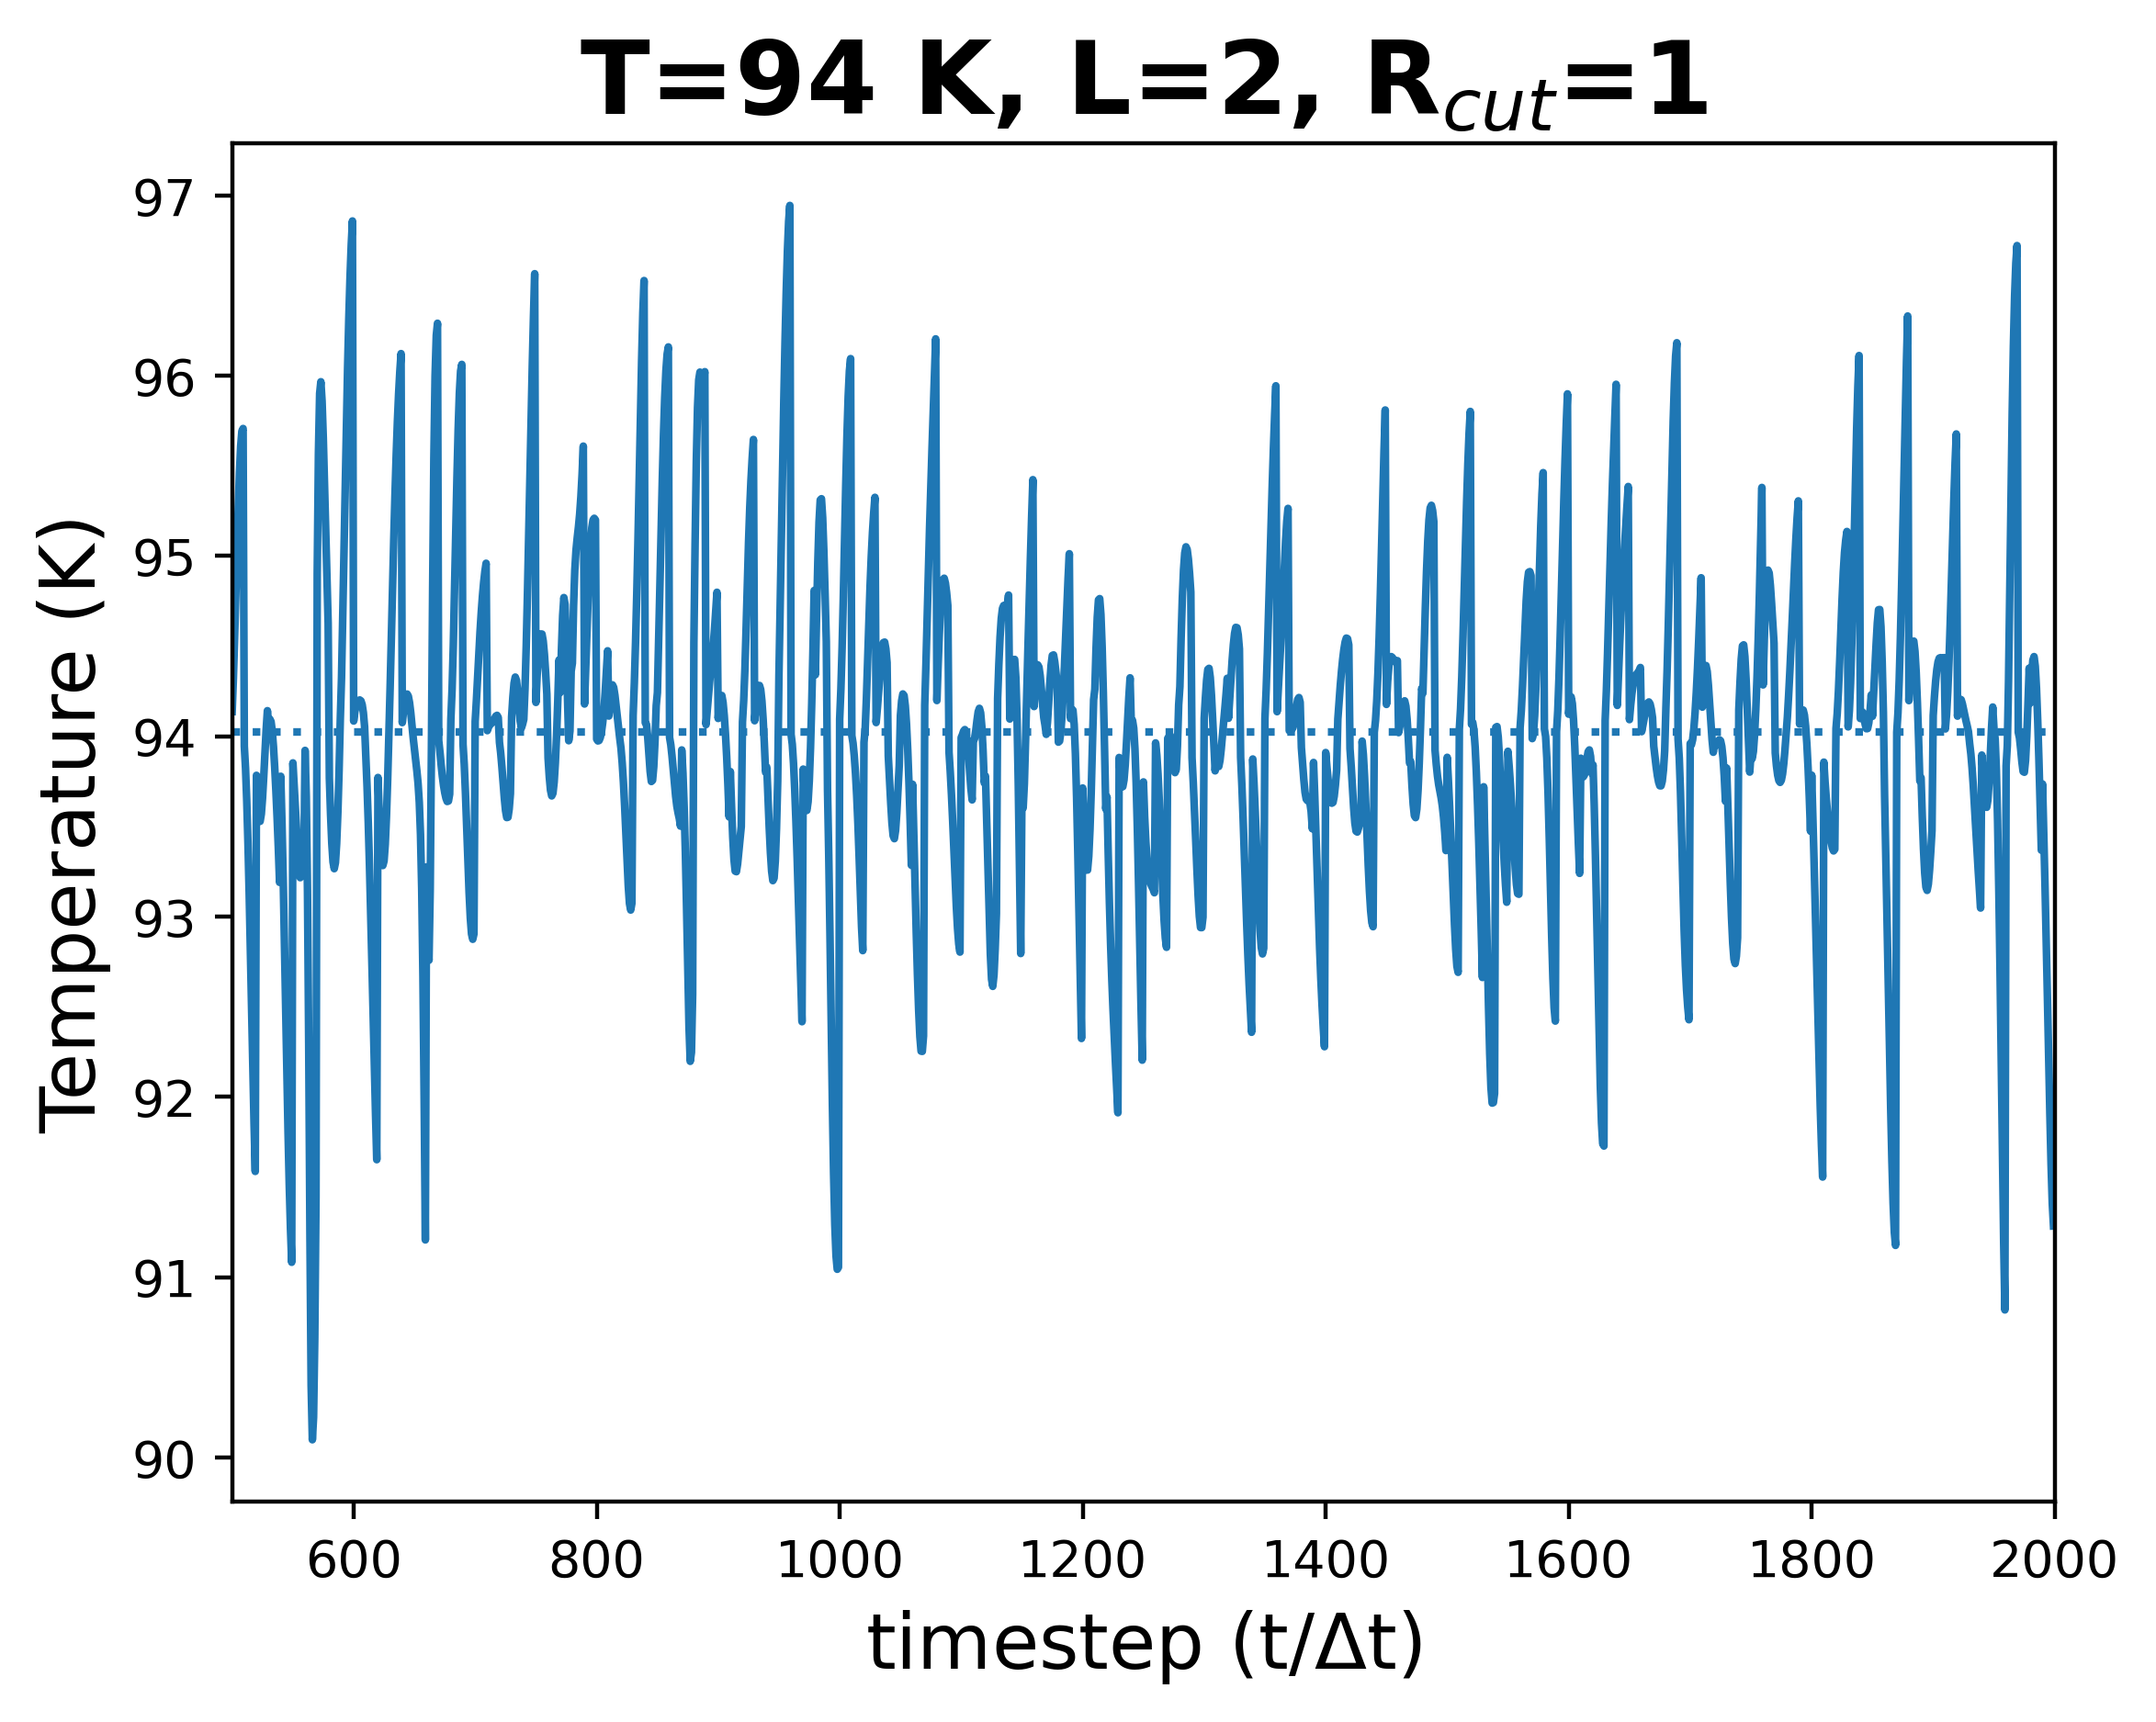 T=94 K, L=2, R_cut=1
97
96
95
94
93
92
91
90
Temperature (K)
600 800 1000 1200 1400 1600 1800 2000
timestep (t/Δt)